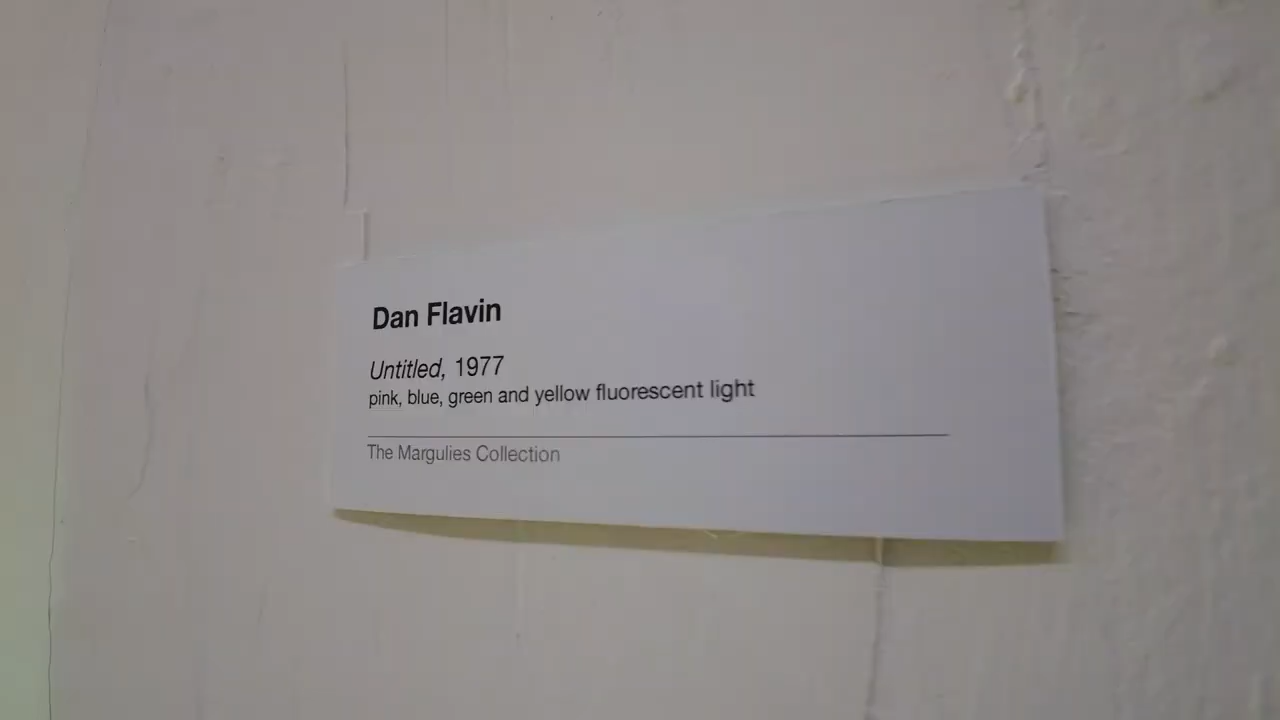 Dan Flavin
Untitled, 1977
pink, blue, green and yellow fluorescent light
The Margulies Collection